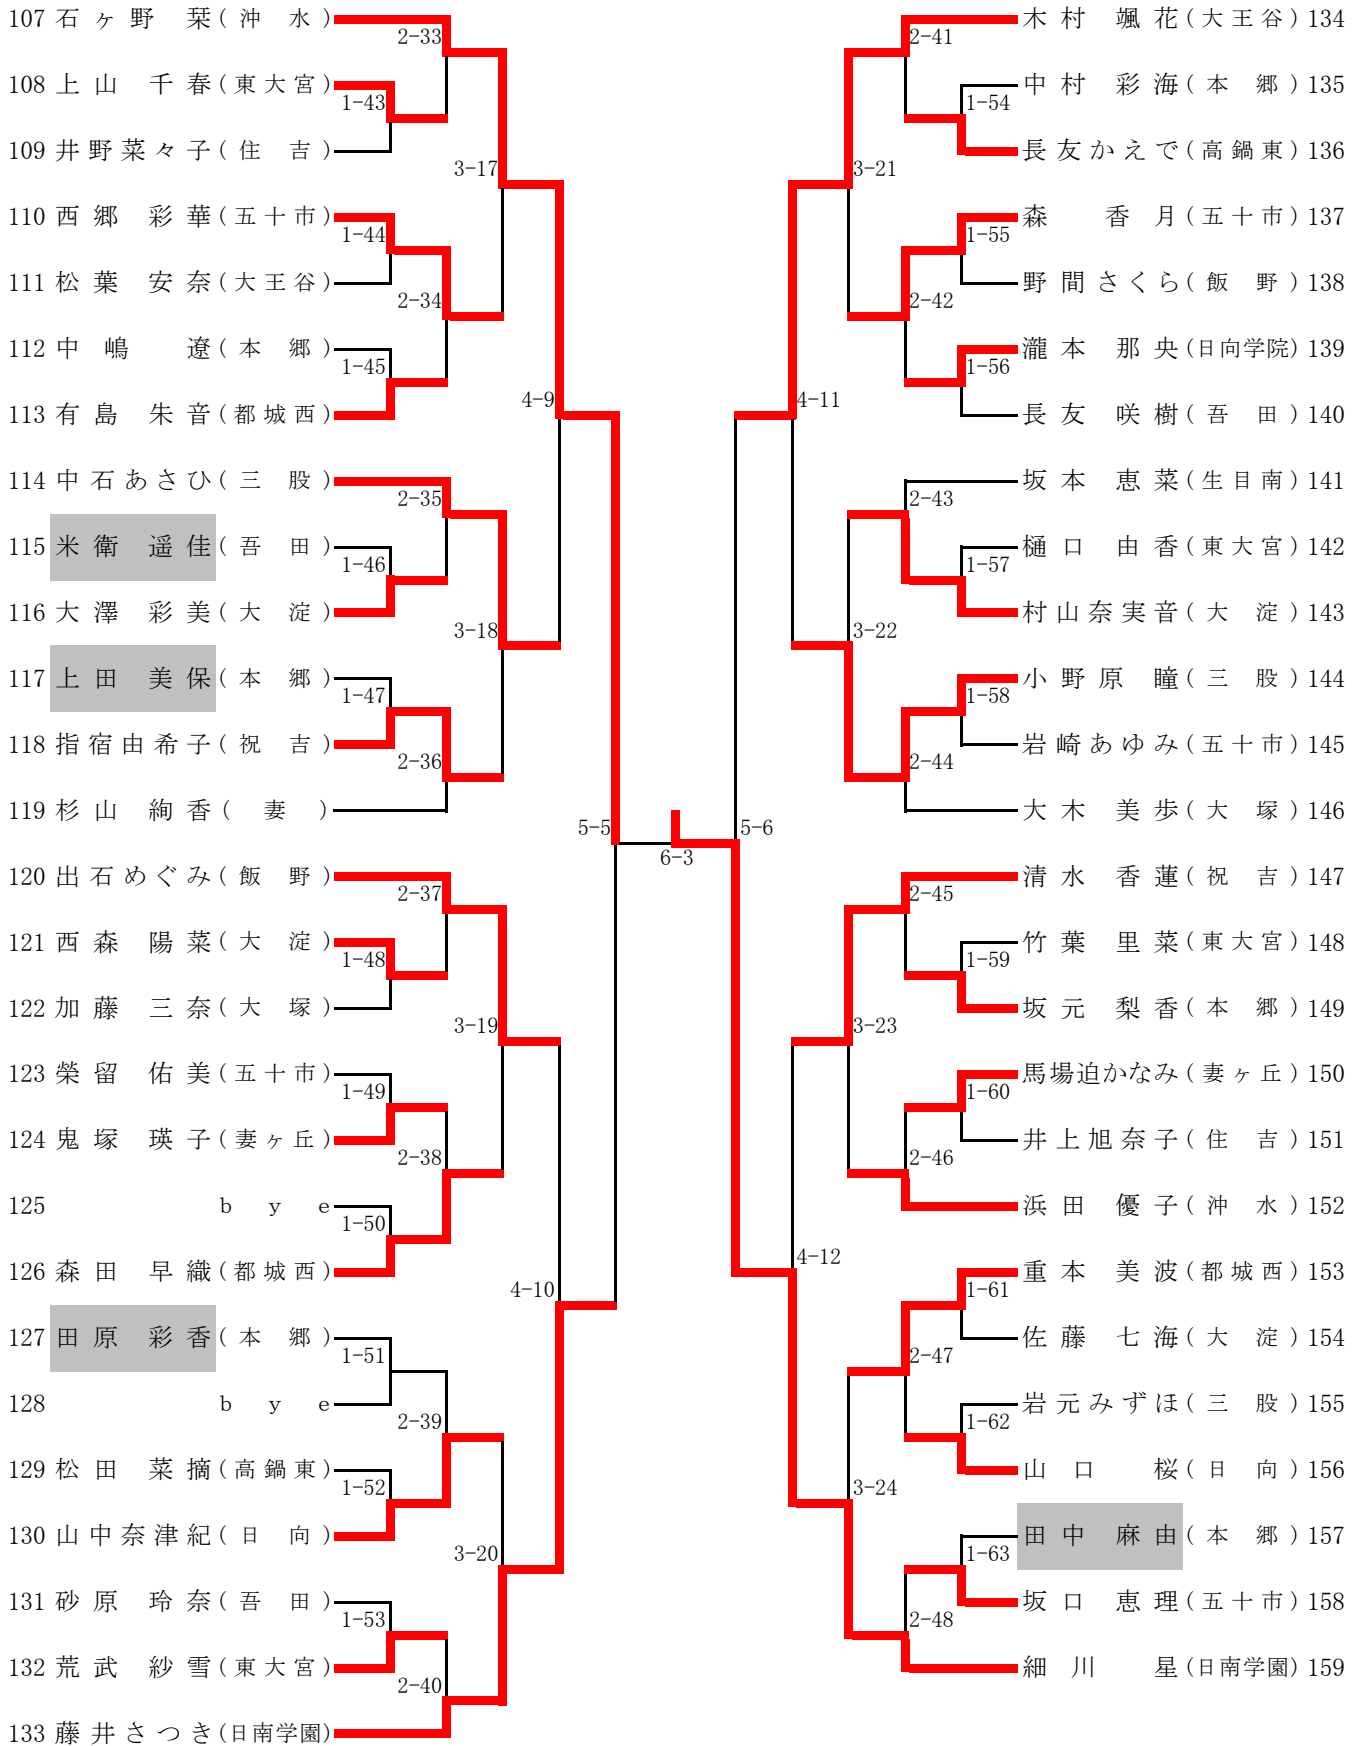 107 石ヶ野 栞(沖 水)
2-33
108 上山 千春(東大宮)
1-43
109 井野菜々子(住 吉)
3-17
110 西郷 彩華(五十市)
1-44
111 松葉 安奈(大王谷)
2-34
112 中嶋 遼(本 郷)
1-45
113 有島 朱音(都城西)
4-9
114 中石あさひ(三 股)
2-35
115 米衛 遥佳(吾 田)
1-46
116 大澤 彩美(大 淀)
3-18
117 上田 美保(本 郷)
1-47
118 指宿由希子(祝 吉)
2-36
119 杉山 絢香(妻)
5-5
120 出石めぐみ(飯 野)
2-37
121 西森 陽菜(大 淀)
1-48
122 加藤 三奈(大 塚)
3-19
123 榮留 佑美(五十市)
1-49
124 鬼塚 瑛子(妻ヶ丘)
2-38
125 bye
1-50
126 森田 早織(都城西)
4-10
127 田原 彩香(本 郷)
1-51
128 bye
2-39
129 松田 菜摘(高鍋東)
1-52
130 山中奈津紀(日 向)
3-20
131 砂原 玲奈(吾 田)
1-53
132 荒武 紗雪(東大宮)
2-40
133 藤井さつき(日南学園)
6-3
木村 颯花(大王谷) 134
2-41
中村 彩海(本 郷) 135
1-54
長友かえで(高鍋東) 136
3-21
森 香月(五十市) 137
1-55
野間さくら(飯 野) 138
2-42
瀧本 那央(日向学院) 139
1-56
長友 咲樹(吾 田) 140
4-11
坂本 恵菜(生目南) 141
2-43
樋口 由香(東大宮) 142
1-57
村山奈実音(大 淀) 143
3-22
小野原 瞳(三 股) 144
1-58
岩崎あゆみ(五十市) 145
2-44
大木 美歩(大 塚) 146
5-6
清水 香蓮(祝 吉) 147
2-45
竹葉 里菜(東大宮) 148
1-59
坂元 梨香(本 郷) 149
3-23
馬場迫かなみ(妻ヶ丘) 150
1-60
井上旭奈子(住 吉) 151
2-46
浜田 優子(沖 水) 152
4-12
重本 美波(都城西) 153
1-61
佐藤 七海(大 淀) 154
2-47
岩元みずほ(三 股) 155
1-62
山口 桜(日 向) 156
3-24
田中 麻由(本 郷) 157
1-63
坂口 恵理(五十市) 158
2-48
細川 星(日南学園) 159